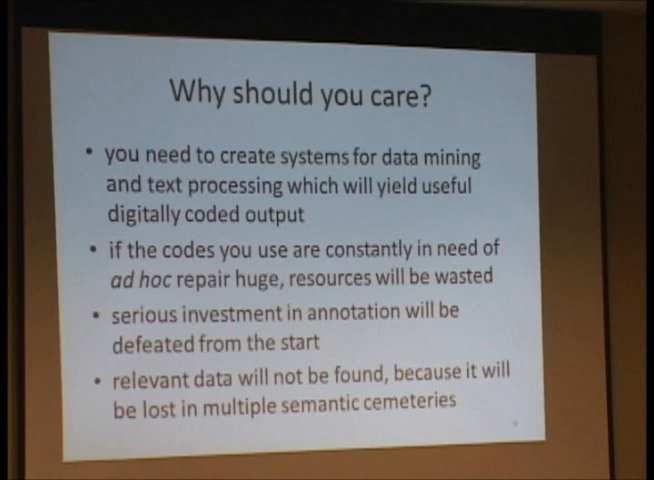 Why should you care?
• you need to create systems for data mining
and text processing which will yield useful
digitally coded output
• if the codes you use are constantly in need of
ad hoc repair huge, resources will be wasted
• serious investment in annotation will be
defeated from the start
• relevant data will not be found, because it will
be lost in multiple semantic cemeteries